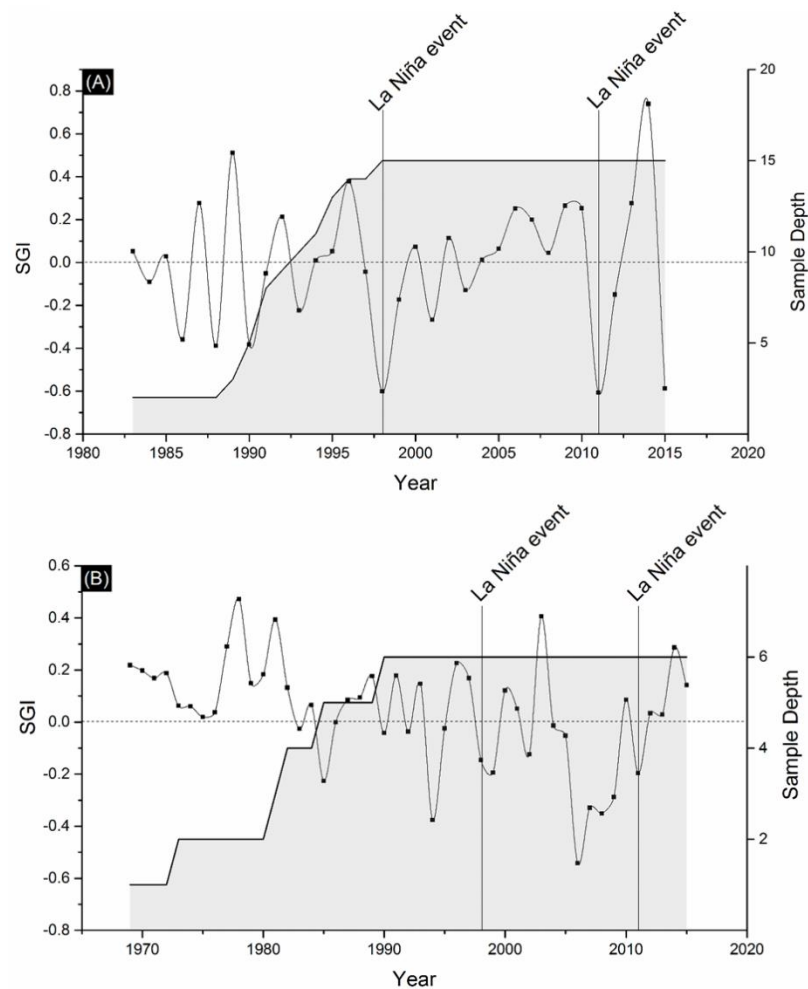 La Niña event
La Niña event
(A)
SGI
0.8
0.6
0.4
0.2
0.0
-0.2
-0.4
-0.6
-0.8
20
15
10
5
Sample Depth
1980 1985 1990 1995 2000 2005 2010 2015 2020
Year
La Niña event
La Niña event
(B)
SGI
0.6
0.4
0.2
0.0
-0.2
-0.4
-0.6
-0.8
6
4
2
Sample Depth
1970 1980 1990 2000 2010 2020
Year